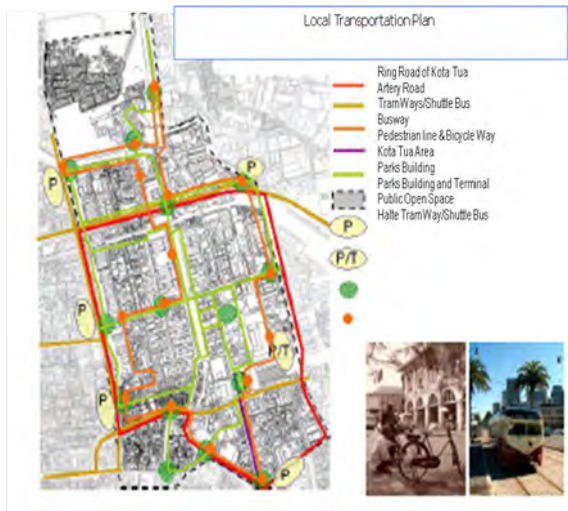 Local Transportation Plan
Ring Road of Kota Tua
Artery Road
TramWays/Shuttle Bus
Busway
Pedestrian line & Bicycle Way
Kota Tua Area
Parks Building
Parks Building and Terminal
Public Open Space
Halte TramWay/Shuttle Bus
P
P/T
P
P
P
P/T
P
P